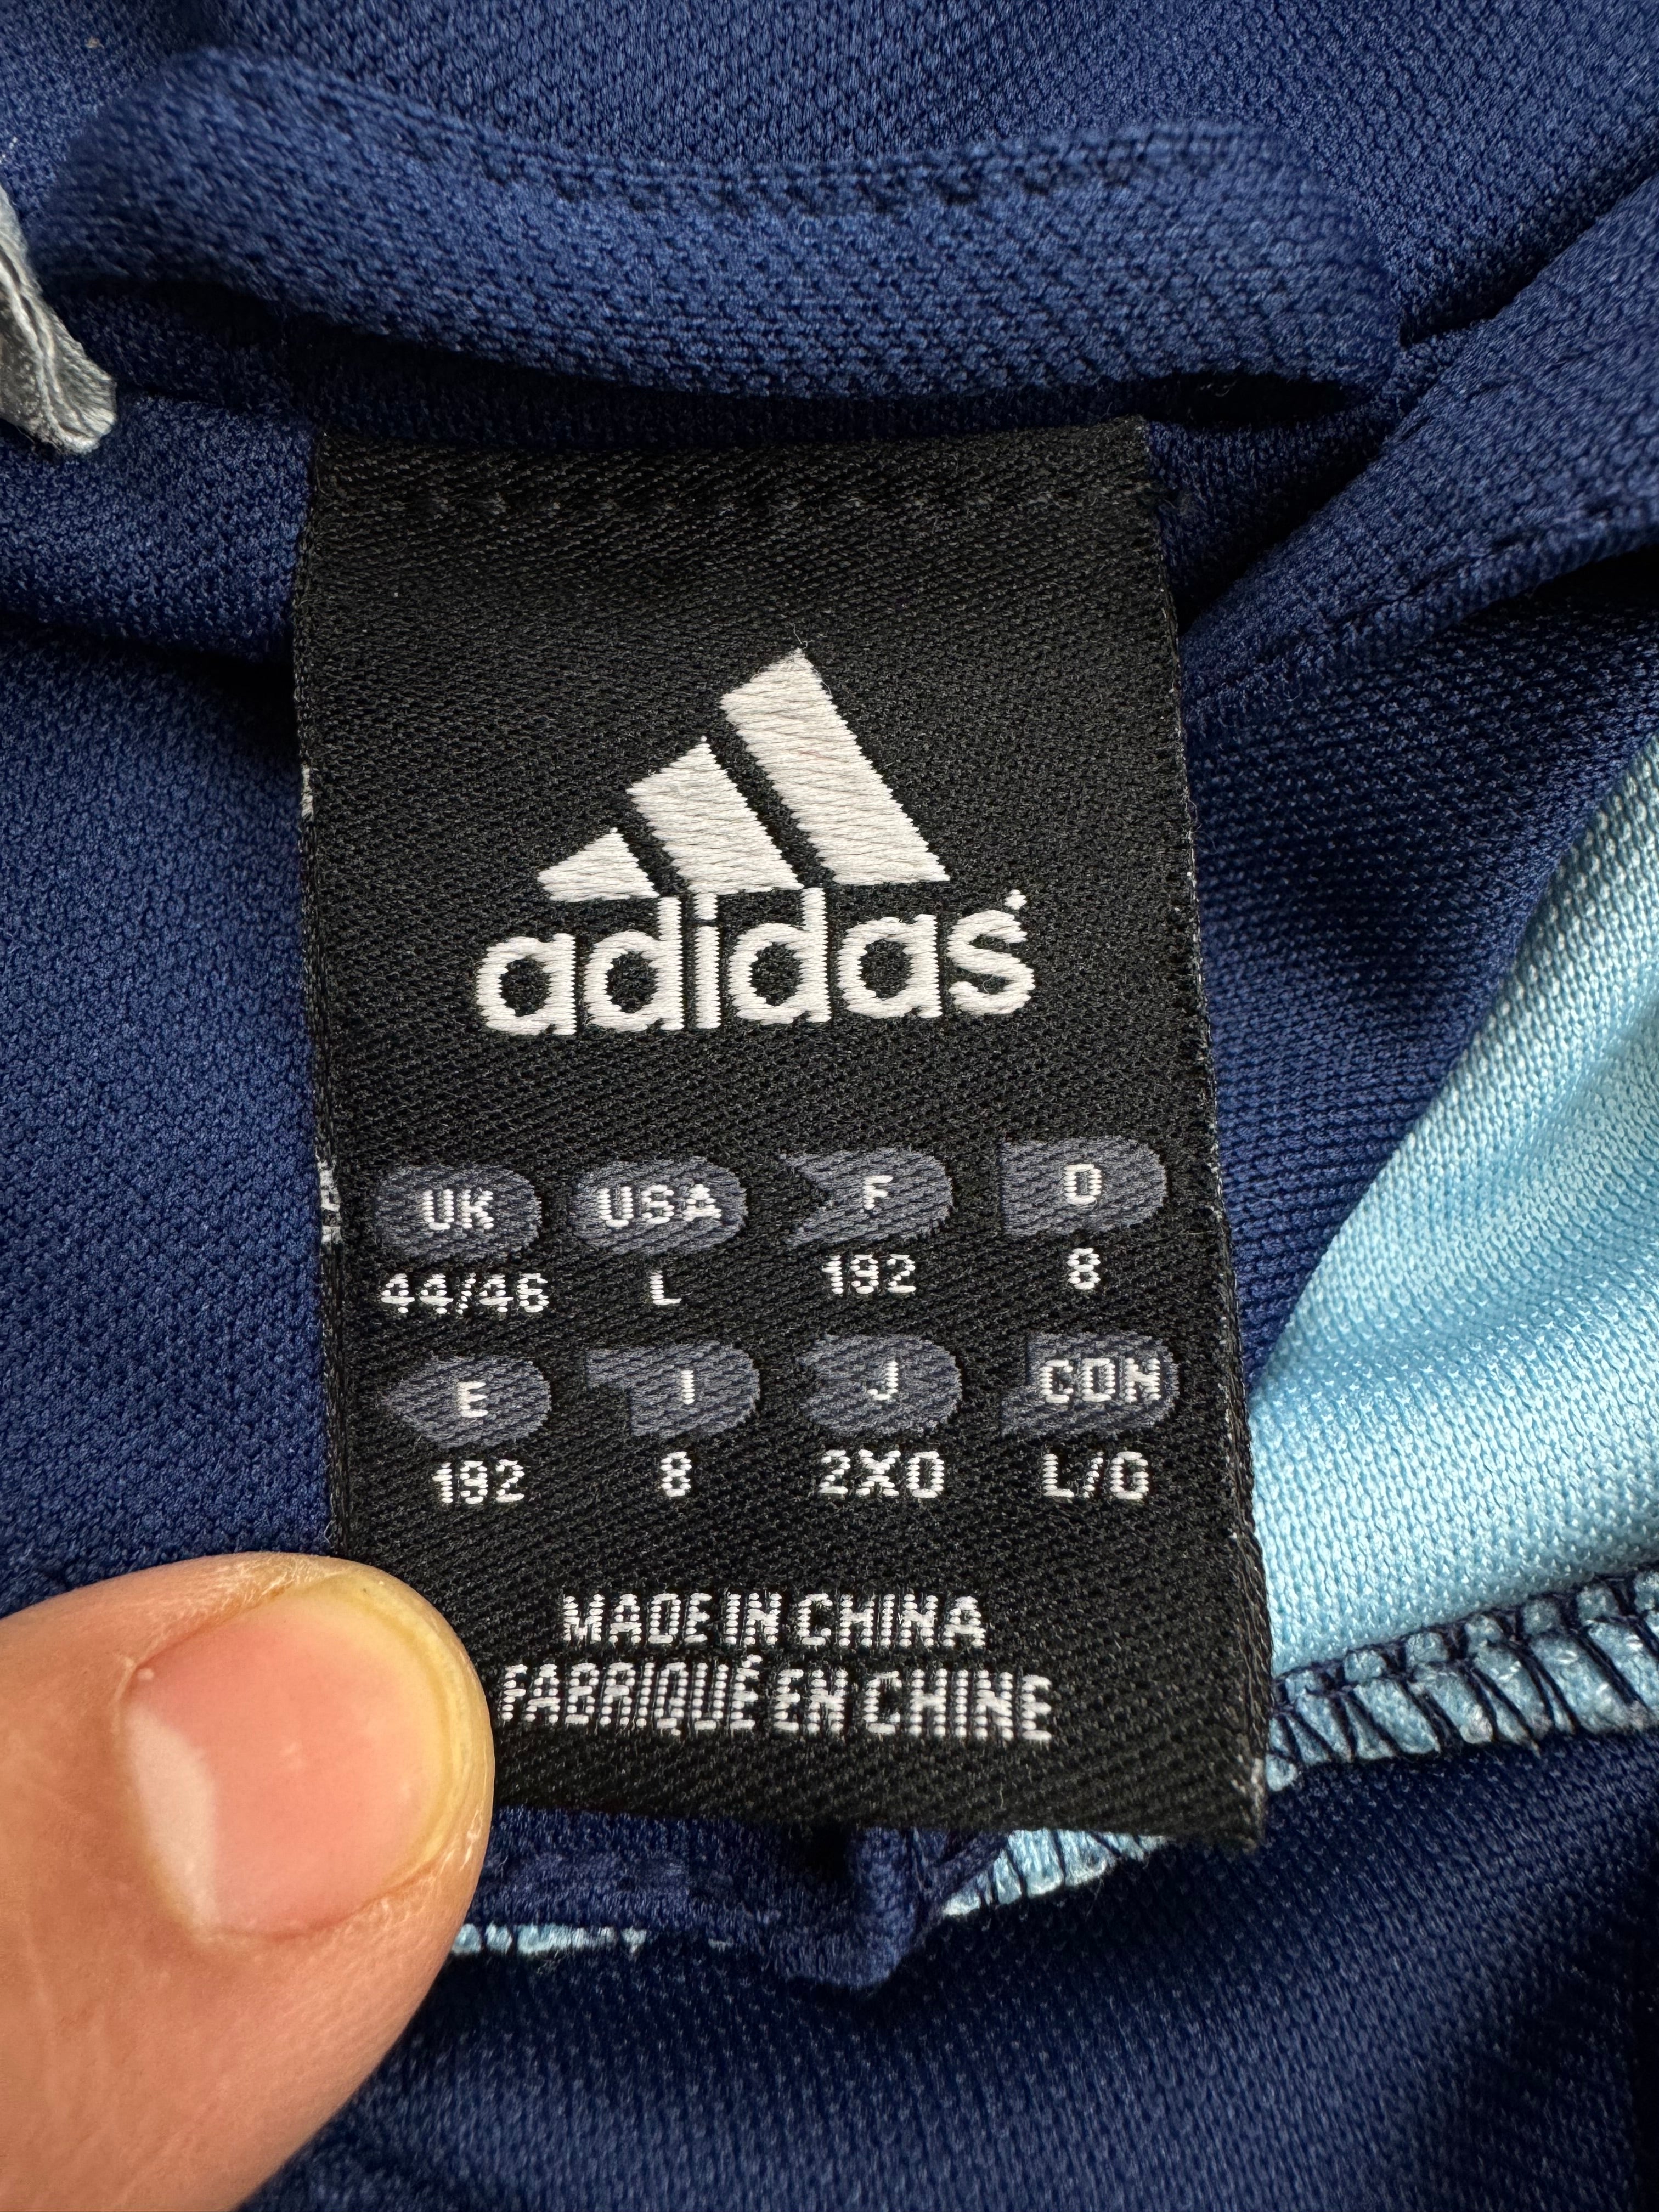 adidas
UK USA F D
44/46 L 192 8
E I J CDN
192 8 2XO L/G
MADE IN CHINA
FABRIQUÉ EN CHINE